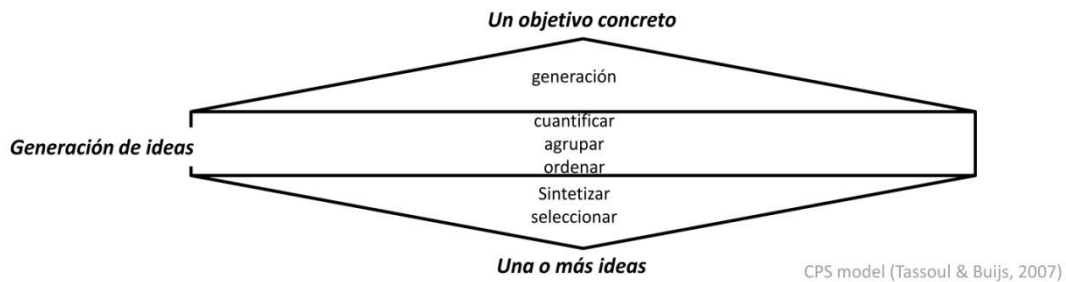 Un objetivo concreto
generación
cuantificar
Generación de ideas
agrupar
ordenar
Sintetizar
seleccionar
Una o más ideas
CPS model (Tassoul & Buijs, 2007)